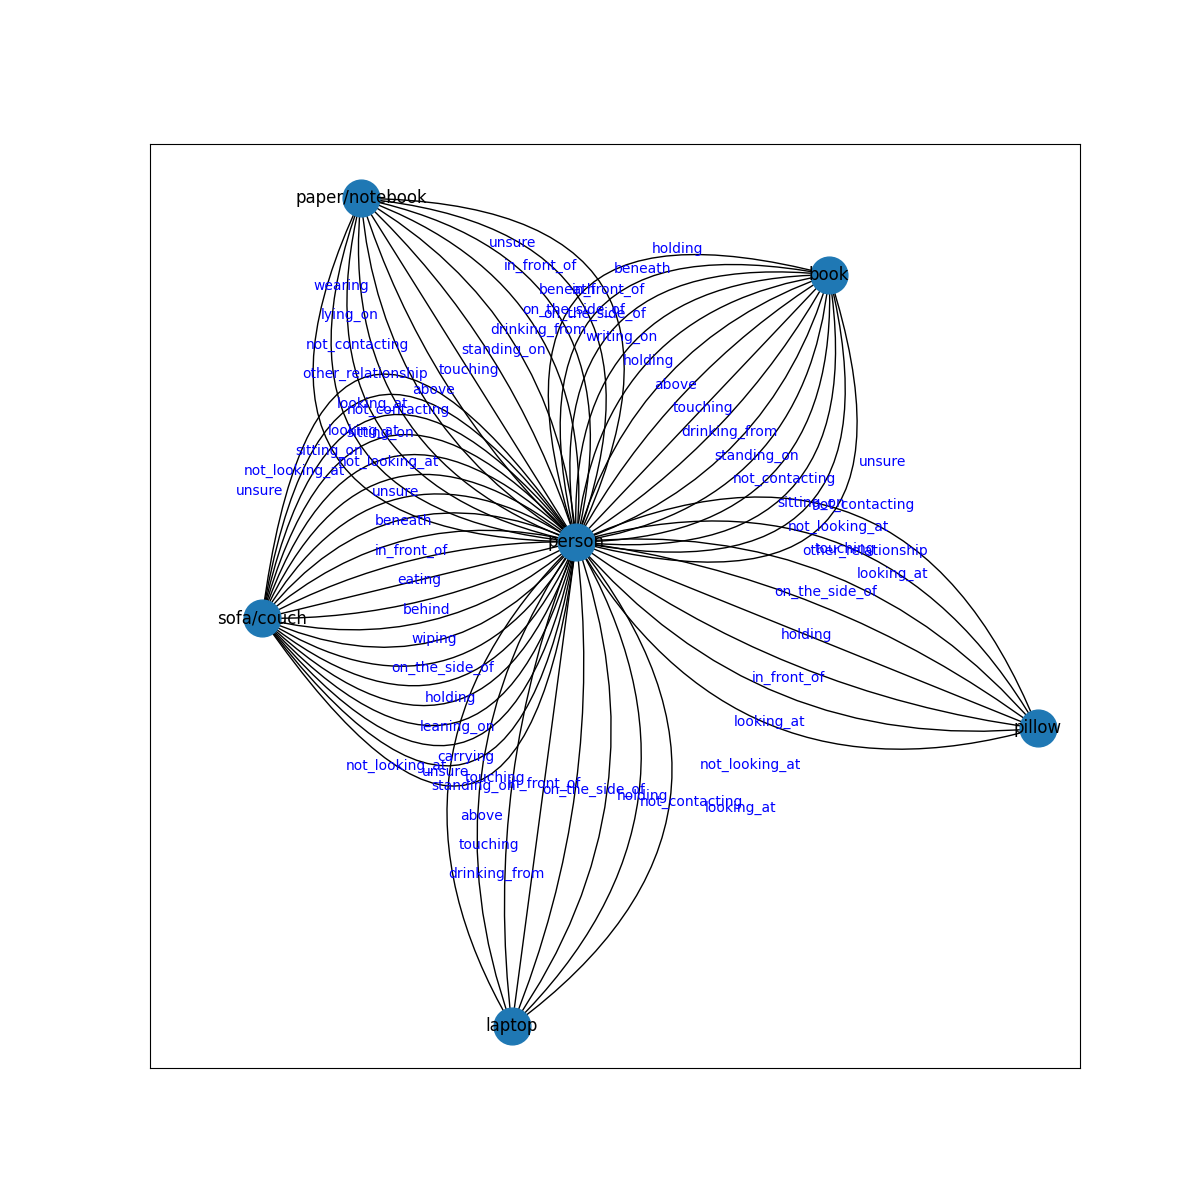 paper/notebook
unsure
holding
in_front_of
beneath
book
wearing
beneath
in_front_of
on_the_side_of
on_the_side_of
lying_on
drinking_from
writing_on
not_contacting
standing_on
holding
other_relationship
touching
above
above
looking_at
not_contacting
touching
looking_at
sitting_on
drinking_from
sitting_on
not_looking_at
standing_on
unsure
not_looking_at
unsure
unsure
not_contacting
sitting_on
not_contacting
beneath
not_looking_at
person
in_front_of
touching
other_relationship
eating
looking_at
behind
on_the_side_of
sofa/couch
wiping
holding
on_the_side_of
in_front_of
holding
leaning_on
looking_at
pillow
carrying
not_looking_at
unsure
not_looking_at
touching
standing_on
in_front_of
on_the_side_of
holding
not_contacting
looking_at
above
touching
drinking_from
laptop